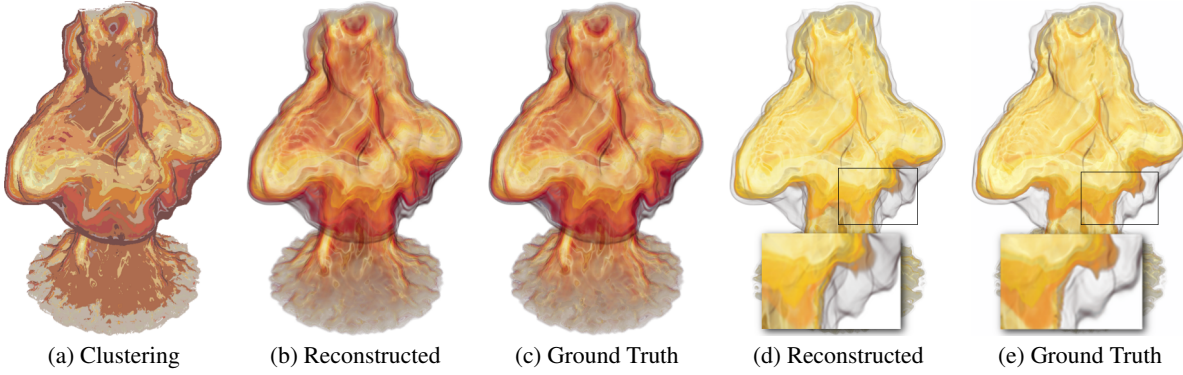 (a) Clustering
(b) Reconstructed
(c) Ground Truth
(d) Reconstructed
(e) Ground Truth